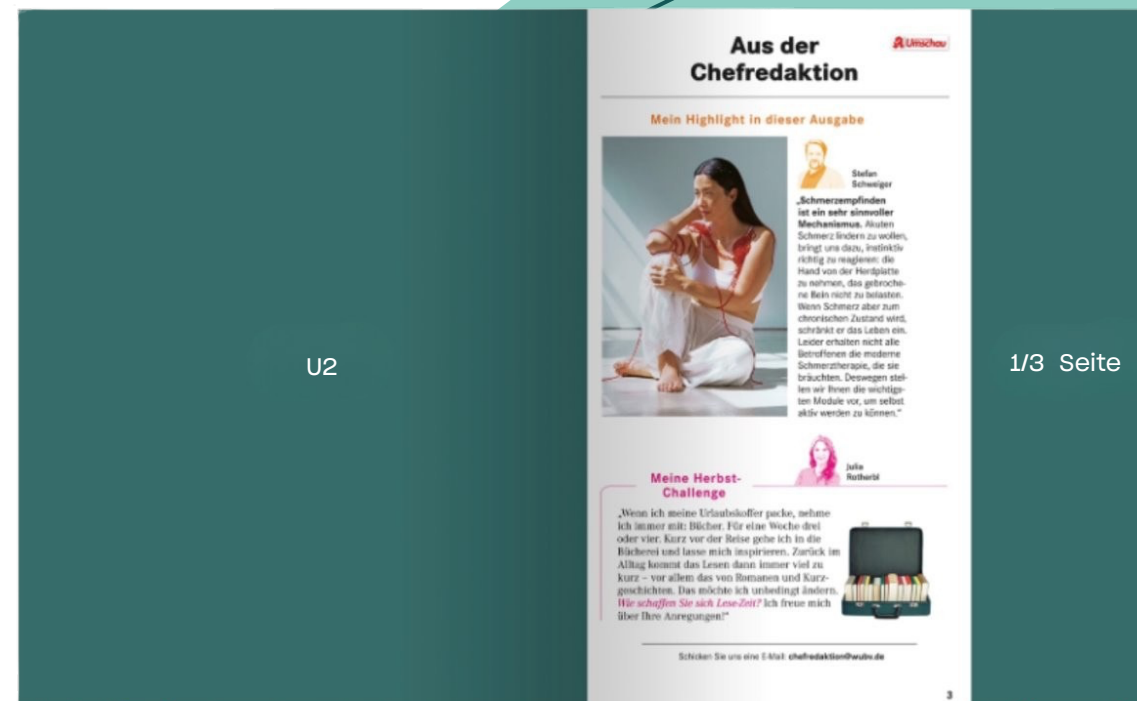 Aus der
Chefredaktion
Umschau
Mein Highlight in dieser Ausgabe
Stefan
Schweiger
„Schmerzempfinden
ist ein sehr sinnvoller
Mechanismus. Akuten
Schmerz lindern zu wollen,
bringt uns dazu, instinktiv
richtig zu reagieren: die
Hand von der Herdplatte
zu nehmen, das gebroche-
ne Bein nicht zu belasten.
Wenn Schmerz aber zum
chronischen Zustand wird,
schränkt er das Leben ein.
Leider erhalten nicht alle
Betroffenen die moderne
Schmerztherapie, die sie
bräuchten. Deswegen stel-
len wir Ihnen die wichtigs-
ten Module vor, um selbst
aktiv werden zu können.“
U2
1/3 Seite
Julia
Rotherbl
Meine Herbst-
Challenge
„Wenn ich meine Urlaubskoffer packe, nehme
ich immer mit: Bücher. Für eine Woche drei
oder vier. Kurz vor der Reise gehe ich in die
Bücherei und lasse mich inspirieren. Zurück im
Alltag kommt das Lesen dann immer viel zu
kurz – vor allem das von Romanen und Kurz-
geschichten. Das möchte ich unbedingt ändern.
Wie schaffen Sie sich Lese-Zeit? Ich freue mich
über Ihre Anregungen!“
Schicken Sie uns eine E-Mail: chefredaktion@wubv.de
3